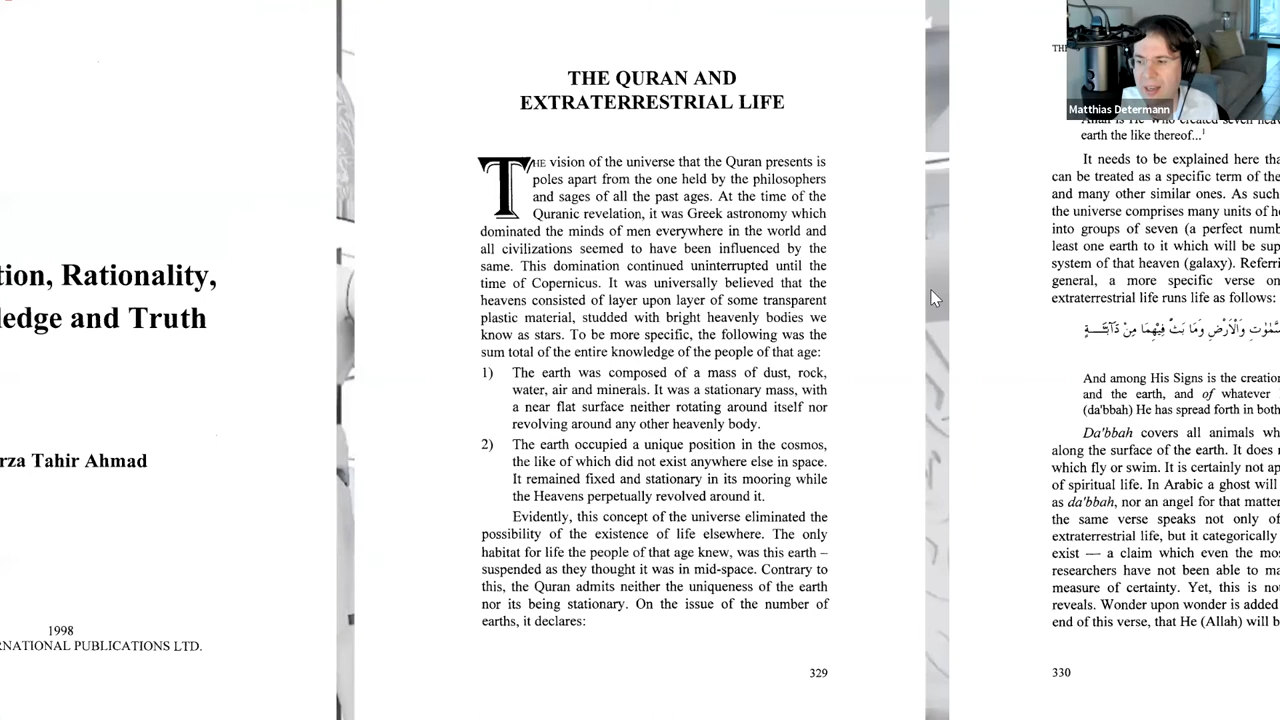 tion, Rationality,
ledge and Truth
rza Tahir Ahmad
1998
RNATIONAL PUBLICATIONS LTD.
THE QURAN AND
EXTRATERRESTRIAL LIFE
THE vision of the universe that the Quran presents is
poles apart from the one held by the philosophers
and sages of all the past ages. At the time of the
Quranic revelation, it was Greek astronomy which
dominated the minds of men everywhere in the world and
all civilizations seemed to have been influenced by the
same. This domination continued uninterrupted until the
time of Copernicus. It was universally believed that the
heavens consisted of layer upon layer of some transparent
plastic material, studded with bright heavenly bodies we
know as stars. To be more specific, the following was the
sum total of the entire knowledge of the people of that age:
1) The earth was composed of a mass of dust, rock,
water, air and minerals. It was a stationary mass, with
a near flat surface neither rotating around itself nor
revolving around any other heavenly body.
2) The earth occupied a unique position in the cosmos,
the like of which did not exist anywhere else in space.
It remained fixed and stationary in its mooring while
the Heavens perpetually revolved around it.
Evidently, this concept of the universe eliminated the
possibility of the existence of life elsewhere. The only
habitat for life the people of that age knew, was this earth –
suspended as they thought it was in mid-space. Contrary to
this, the Quran admits neither the uniqueness of the earth
nor its being stationary. On the issue of the number of
earths, it declares:
329
TH
Matthias Determann
earth the like thereof...1
It needs to be explained here tha
can be treated as a specific term of the
and many other similar ones. As such
the universe comprises many units of he
into groups of seven (a perfect numb
least one earth to it which will be sup
system of that heaven (galaxy). Referri
general, a more specific verse on
extraterrestrial life runs as follows:
وَالْاَرْضِ وَمَا بَثَّ فِيْهِمَا مِنْ دَآبَّةٍ
And among His Signs is the creation
and the earth, and of whatever
(da'bbah) He has spread forth in both
Da'bbah covers all animals wh
along the surface of the earth. It does n
which fly or swim. It is certainly not ap
of spiritual life. In Arabic a ghost will
as da'bbah, nor an angel for that matter
the same verse speaks not only of
extraterrestrial life, but it categorically
exist — a claim which even the mos
researchers have not been able to ma
measure of certainty. Yet, this is not
reveals. Wonder upon wonder is added
end of this verse, that He (Allah) will b
330